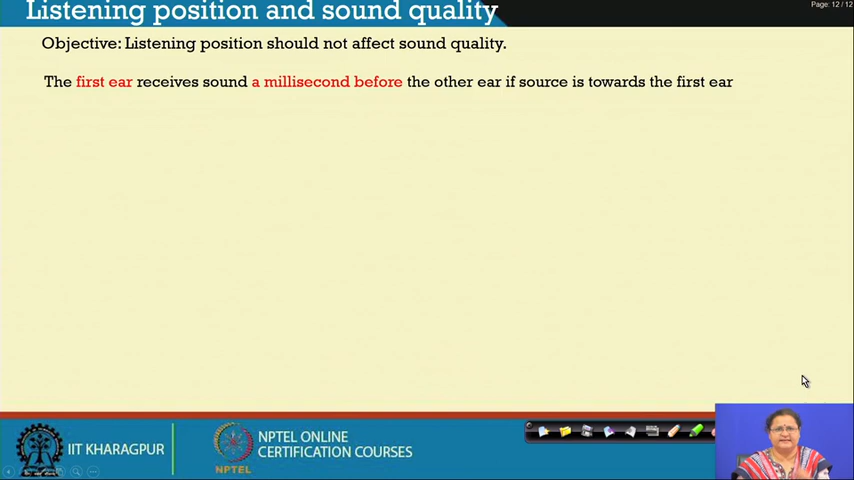 Listening position and sound quality
Page: 12 / 12
Objective: Listening position should not affect sound quality.
The first ear receives sound a millisecond before the other ear if source is towards the first ear
IIT KHARAGPUR
NPTEL
NPTEL ONLINE
CERTIFICATION COURSES